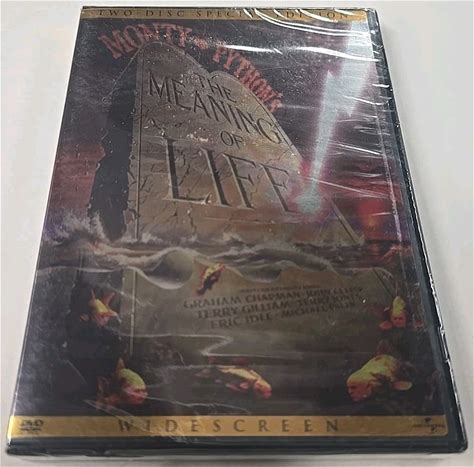 TWO-DISC SPECIAL EDITION
MONTY PYTHON'S
THE
MEANING
OF
LIFE
GRAHAM CHAPMAN · JOHN CLEESE
TERRY GILLIAM · TERRY JONES
ERIC IDLE · MICHAEL PALIN
WIDESCREEN
DVD
UNIVERSAL